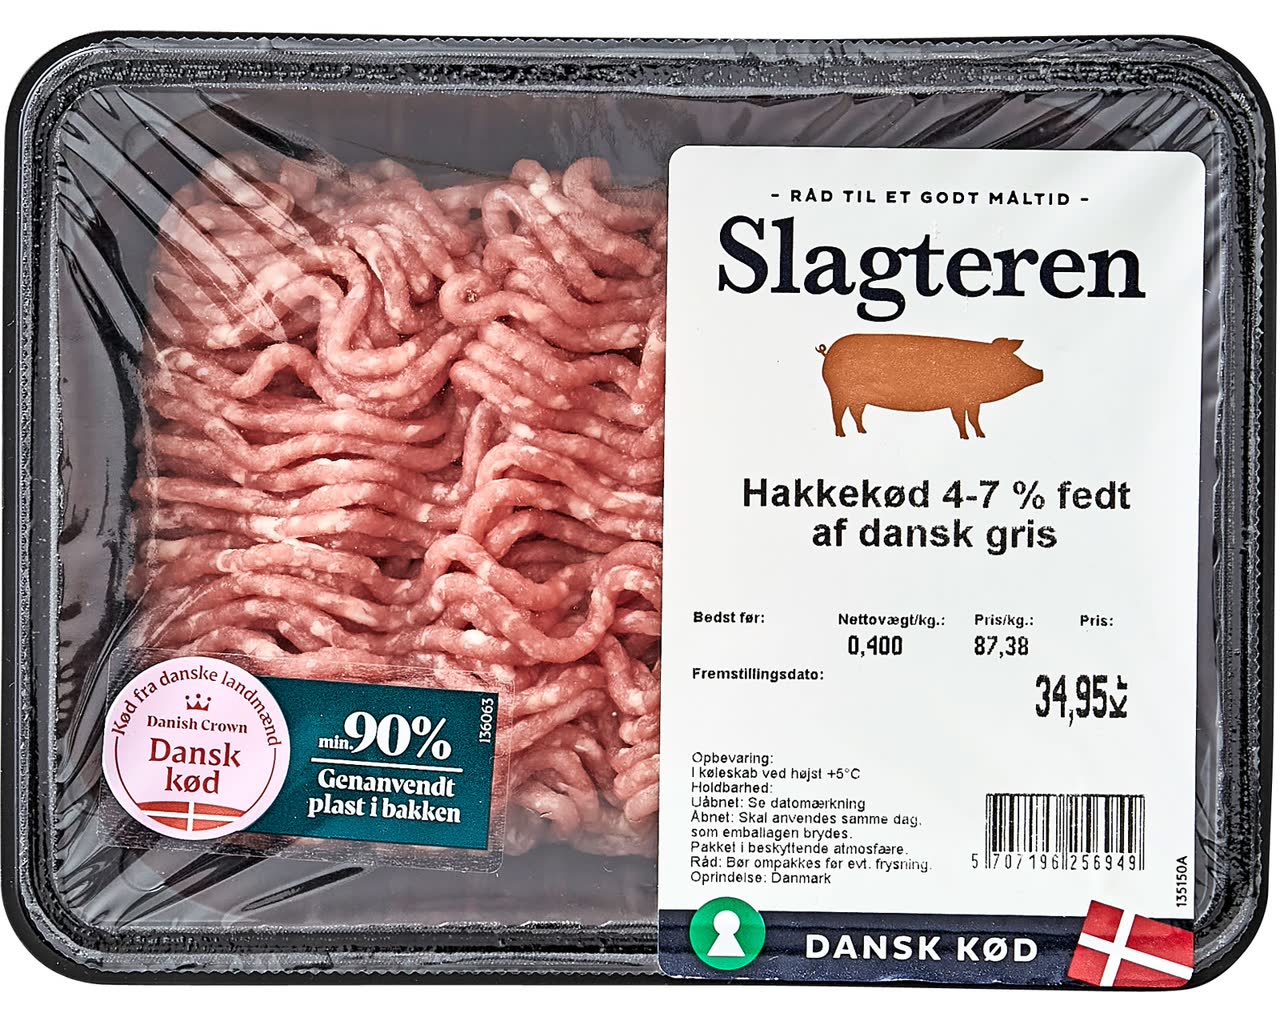 - RÅD TIL ET GODT MÅLTID -
Slagteren
Hakkekød 4-7 % fedt
af dansk gris
Bedst før: Nettovægt/kg.: Pris/kg.: Pris:
0,400 87,38
Fremstillingsdato:
34,95 kr
Opbevaring:
I køleskab ved højst +5°C
Holdbarhed:
Uåbnet: Se datomærkning
Åbnet: Skal anvendes samme dag,
som emballagen brydes.
Pakket i beskyttende atmosfære.
Råd: Bør ompakkes før evt. frysning.
Oprindelse: Danmark
5 707196 256949
135150A
DANSK KØD
Kød fra danske landmænd
Danish Crown
Dansk
kød
min. 90%
Genanvendt
plast i bakken
136063